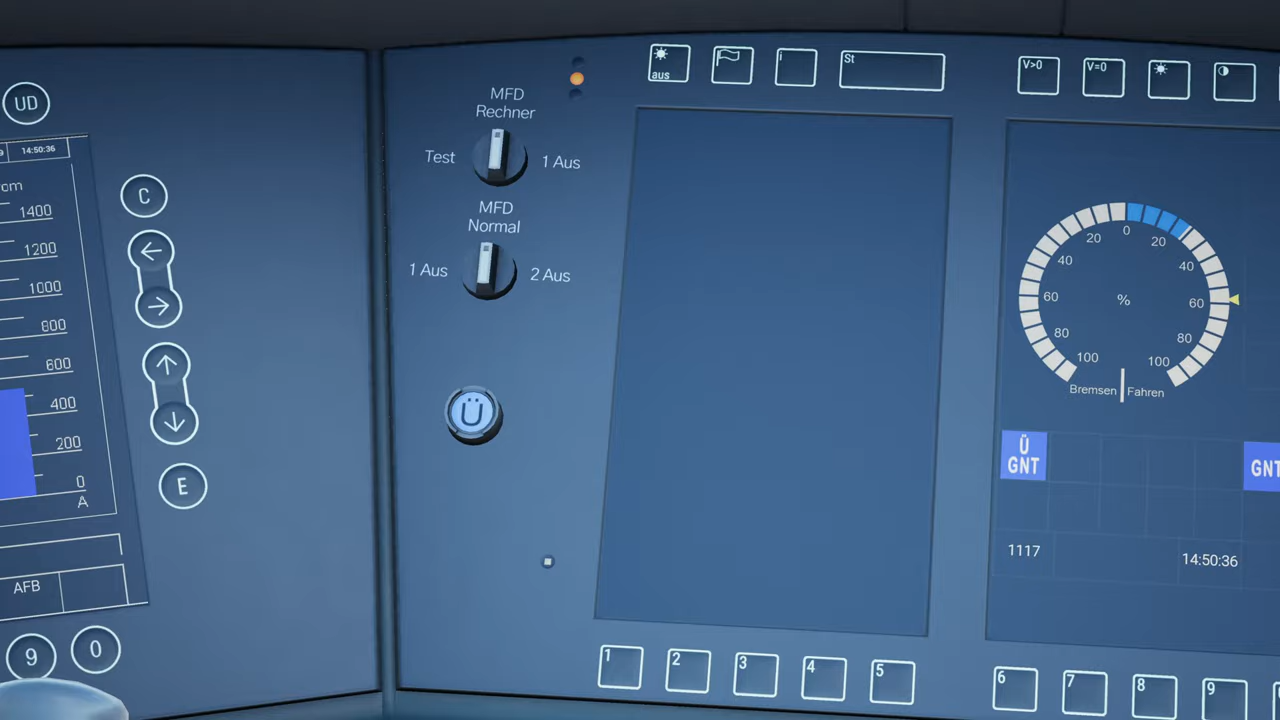 UD
14:50:36
1400
1200
1000
800
600
400
200
0
A
AFB
9
0
C
E
MFD
Rechner
Test
1 Aus
MFD
Normal
1 Aus
2 Aus
Ü
aus
i
St
1
2
3
4
5
V>0
V=0
0
20
20
40
40
60
60
80
80
100
100
%
Bremsen
Fahren
Ü
GNT
GNT
1117
14:50:36
6
7
8
9